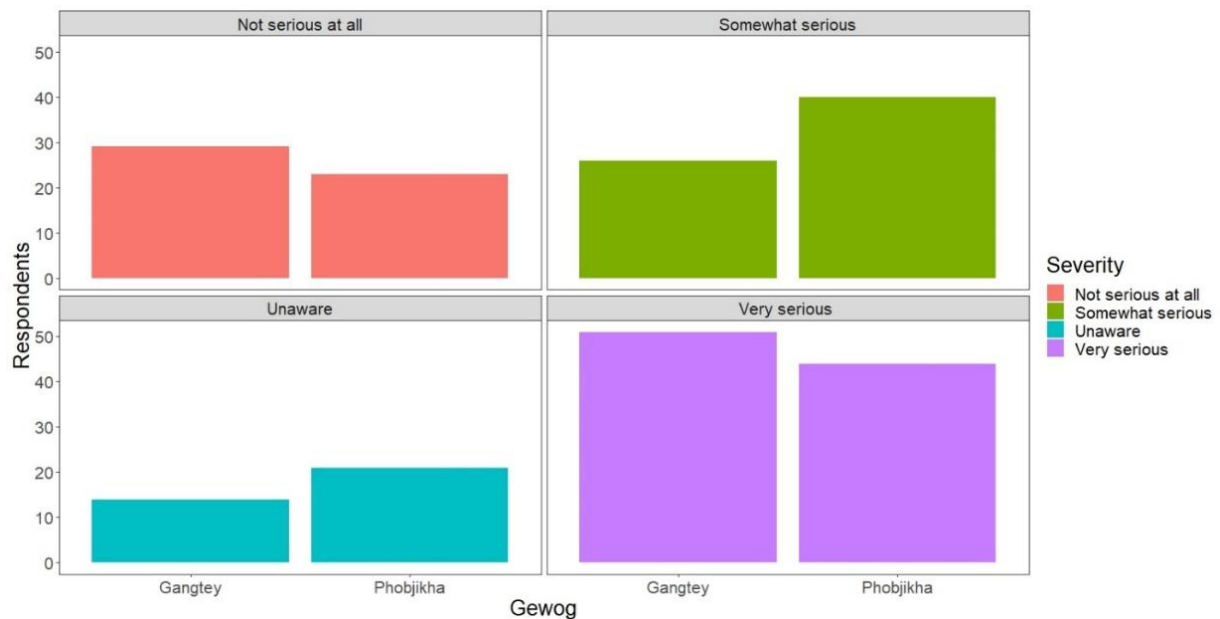 Not serious at all
Somewhat serious
50
40
30
20
10
0
Unaware
Very serious
50
40
30
20
10
0
Respondents
Gangtey
Phobjikha
Gangtey
Phobjikha
Gewog
Severity
Not serious at all
Somewhat serious
Unaware
Very serious